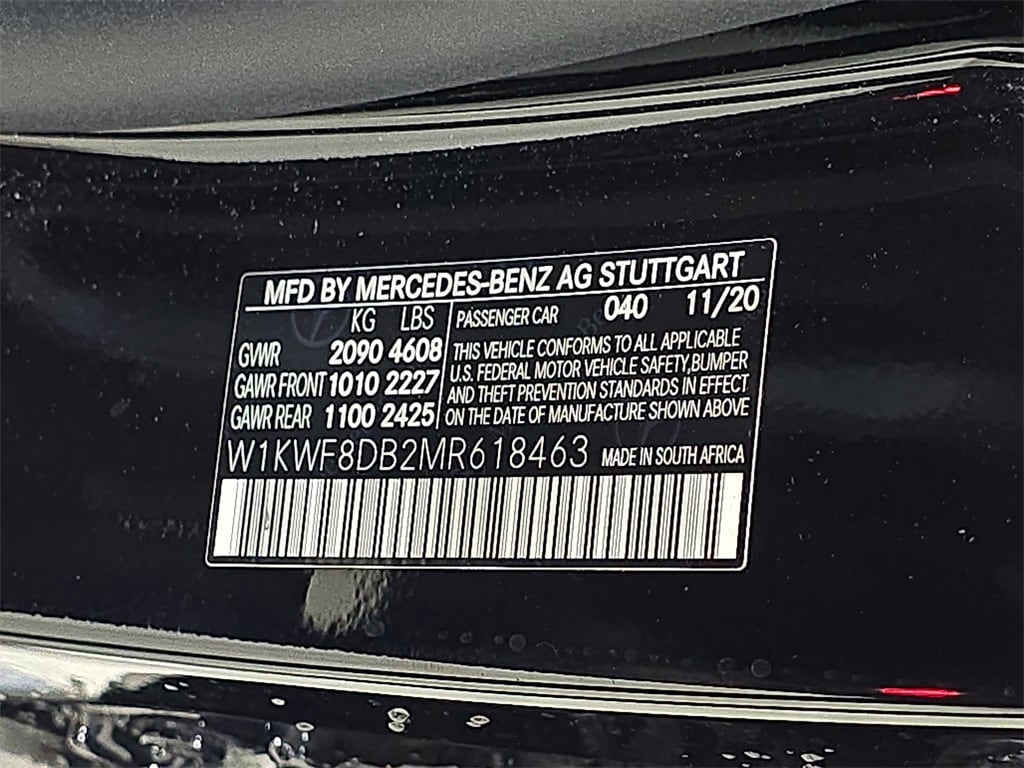 MFD BY MERCEDES-BENZ AG STUTTGART
KG LBS
GVWR 2090 4608
GAWR FRONT 1010 2227
GAWR REAR 1100 2425
PASSENGER CAR 040 11/20
THIS VEHICLE CONFORMS TO ALL APPLICABLE
U.S. FEDERAL MOTOR VEHICLE SAFETY,BUMPER
AND THEFT PREVENTION STANDARDS IN EFFECT
ON THE DATE OF MANUFACTURE SHOWN ABOVE
W1KWF8DB2MR618463 MADE IN SOUTH AFRICA